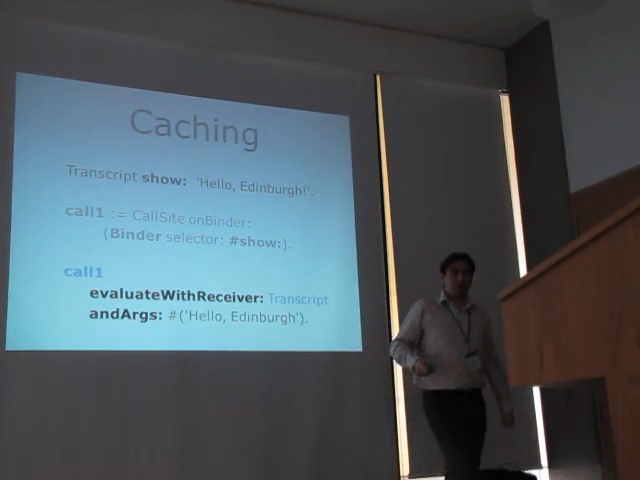 Caching
Transcript show: 'Hello, Edinburgh!'.
call1 := CallSite onBinder:
(Binder selector: #show:).
call1
evaluateWithReceiver: Transcript
andArgs: #('Hello, Edinburgh').